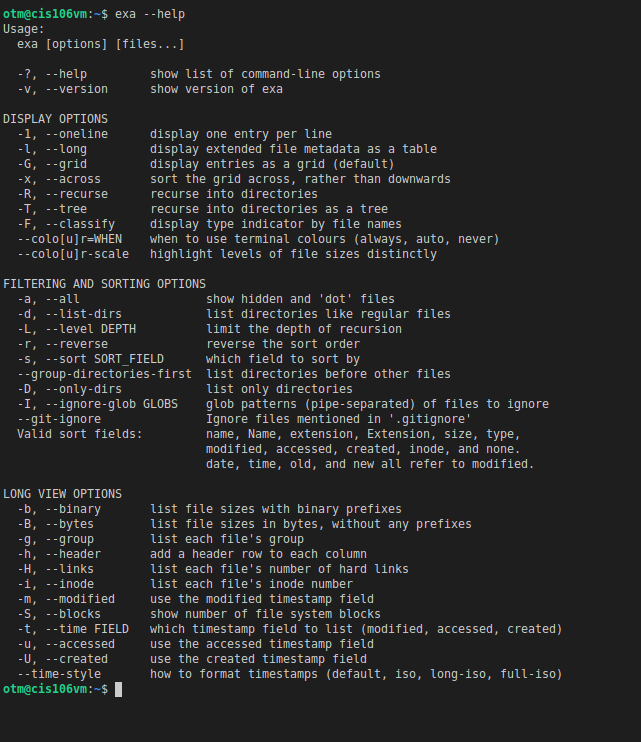 otm@cis106vm:~$ exa --help
Usage:
  exa [options] [files...]

  -?, --help         show list of command-line options
  -v, --version      show version of exa

DISPLAY OPTIONS
  -1, --oneline      display one entry per line
  -l, --long         display extended file metadata as a table
  -G, --grid         display entries as a grid (default)
  -x, --across       sort the grid across, rather than downwards
  -R, --recurse      recurse into directories
  -T, --tree         recurse into directories as a tree
  -F, --classify     display type indicator by file names
  --colo[u]r=WHEN    when to use terminal colours (always, auto, never)
  --colo[u]r-scale   highlight levels of file sizes distinctly

FILTERING AND SORTING OPTIONS
  -a, --all                  show hidden and 'dot' files
  -d, --list-dirs            list directories like regular files
  -L, --level DEPTH          limit the depth of recursion
  -r, --reverse              reverse the sort order
  -s, --sort SORT_FIELD      which field to sort by
  --group-directories-first  list directories before other files
  -D, --only-dirs            list only directories
  -I, --ignore-glob GLOBS    glob patterns (pipe-separated) of files to ignore
  --git-ignore               Ignore files mentioned in '.gitignore'
  Valid sort fields:         name, Name, extension, Extension, size, type,
                             modified, accessed, created, inode, and none.
                             date, time, old, and new all refer to modified.

LONG VIEW OPTIONS
  -b, --binary       list file sizes with binary prefixes
  -B, --bytes        list file sizes in bytes, without any prefixes
  -g, --group        list each file's group
  -h, --header       add a header row to each column
  -H, --links        list each file's number of hard links
  -i, --inode        list each file's inode number
  -m, --modified     use the modified timestamp field
  -S, --blocks       show number of file system blocks
  -t, --time FIELD   which timestamp field to list (modified, accessed, created)
  -u, --accessed     use the accessed timestamp field
  -U, --created      use the created timestamp field
  --time-style       how to format timestamps (default, iso, long-iso, full-iso)
otm@cis106vm:~$